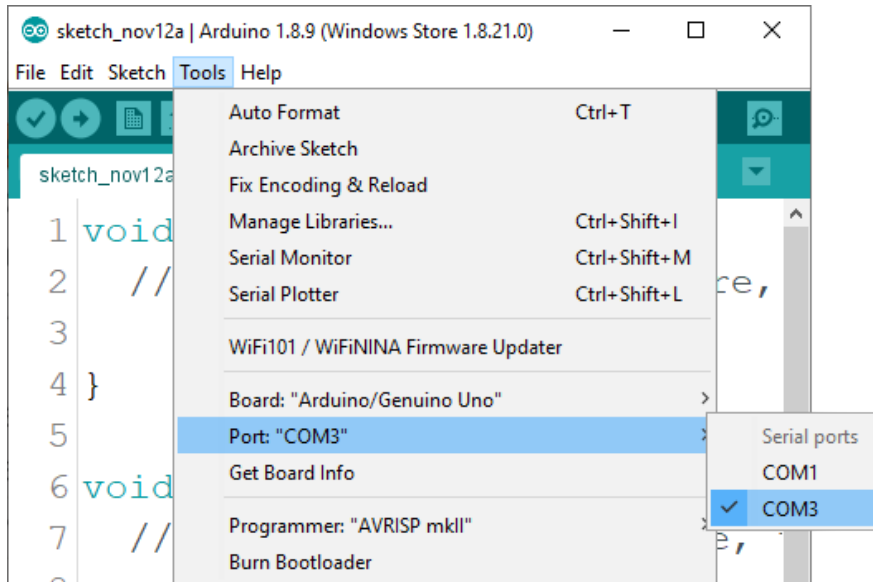 sketch_nov12a | Arduino 1.8.9 (Windows Store 1.8.21.0)
File Edit Sketch Tools Help
Auto Format Ctrl+T
Archive Sketch
sketch_nov12a
Fix Encoding & Reload
1 void
Manage Libraries... Ctrl+Shift+I
Serial Monitor Ctrl+Shift+M
2 // re,
Serial Plotter Ctrl+Shift+L
3
WiFi101 / WiFiNINA Firmware Updater
4 }
Board: "Arduino/Genuino Uno"
5
Port: "COM3"
Serial ports
Get Board Info
COM1
6 void
COM3
Programmer: "AVRISP mkII"
7 // e,
Burn Bootloader